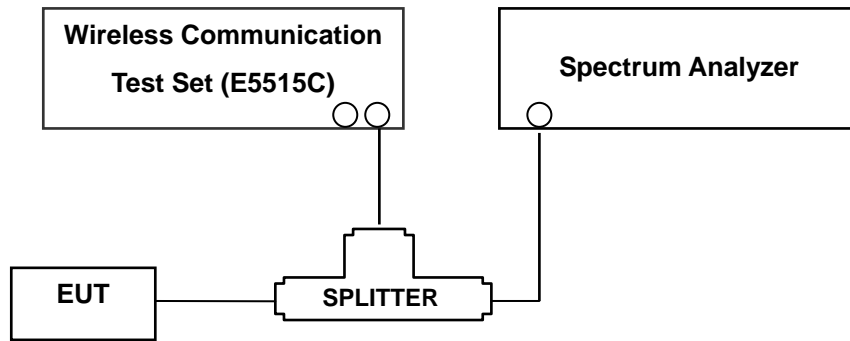 Wireless Communication
Test Set (E5515C)
Spectrum Analyzer
EUT
SPLITTER